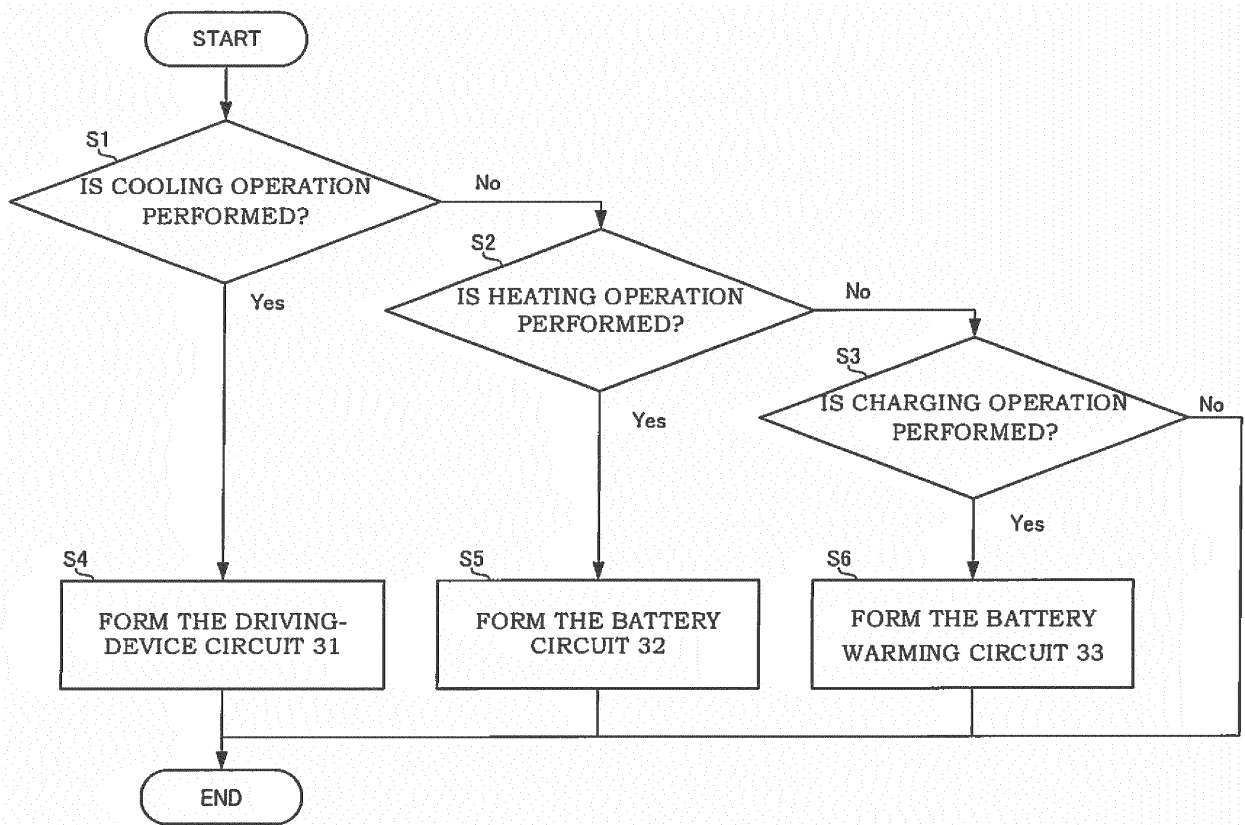 START
S1
IS COOLING OPERATION
PERFORMED?
No
Yes
S2
IS HEATING OPERATION
PERFORMED?
No
Yes
S3
IS CHARGING OPERATION
PERFORMED?
No
Yes
S4
FORM THE DRIVING-
DEVICE CIRCUIT 31
S5
FORM THE BATTERY
CIRCUIT 32
S6
FORM THE BATTERY
WARMING CIRCUIT 33
END